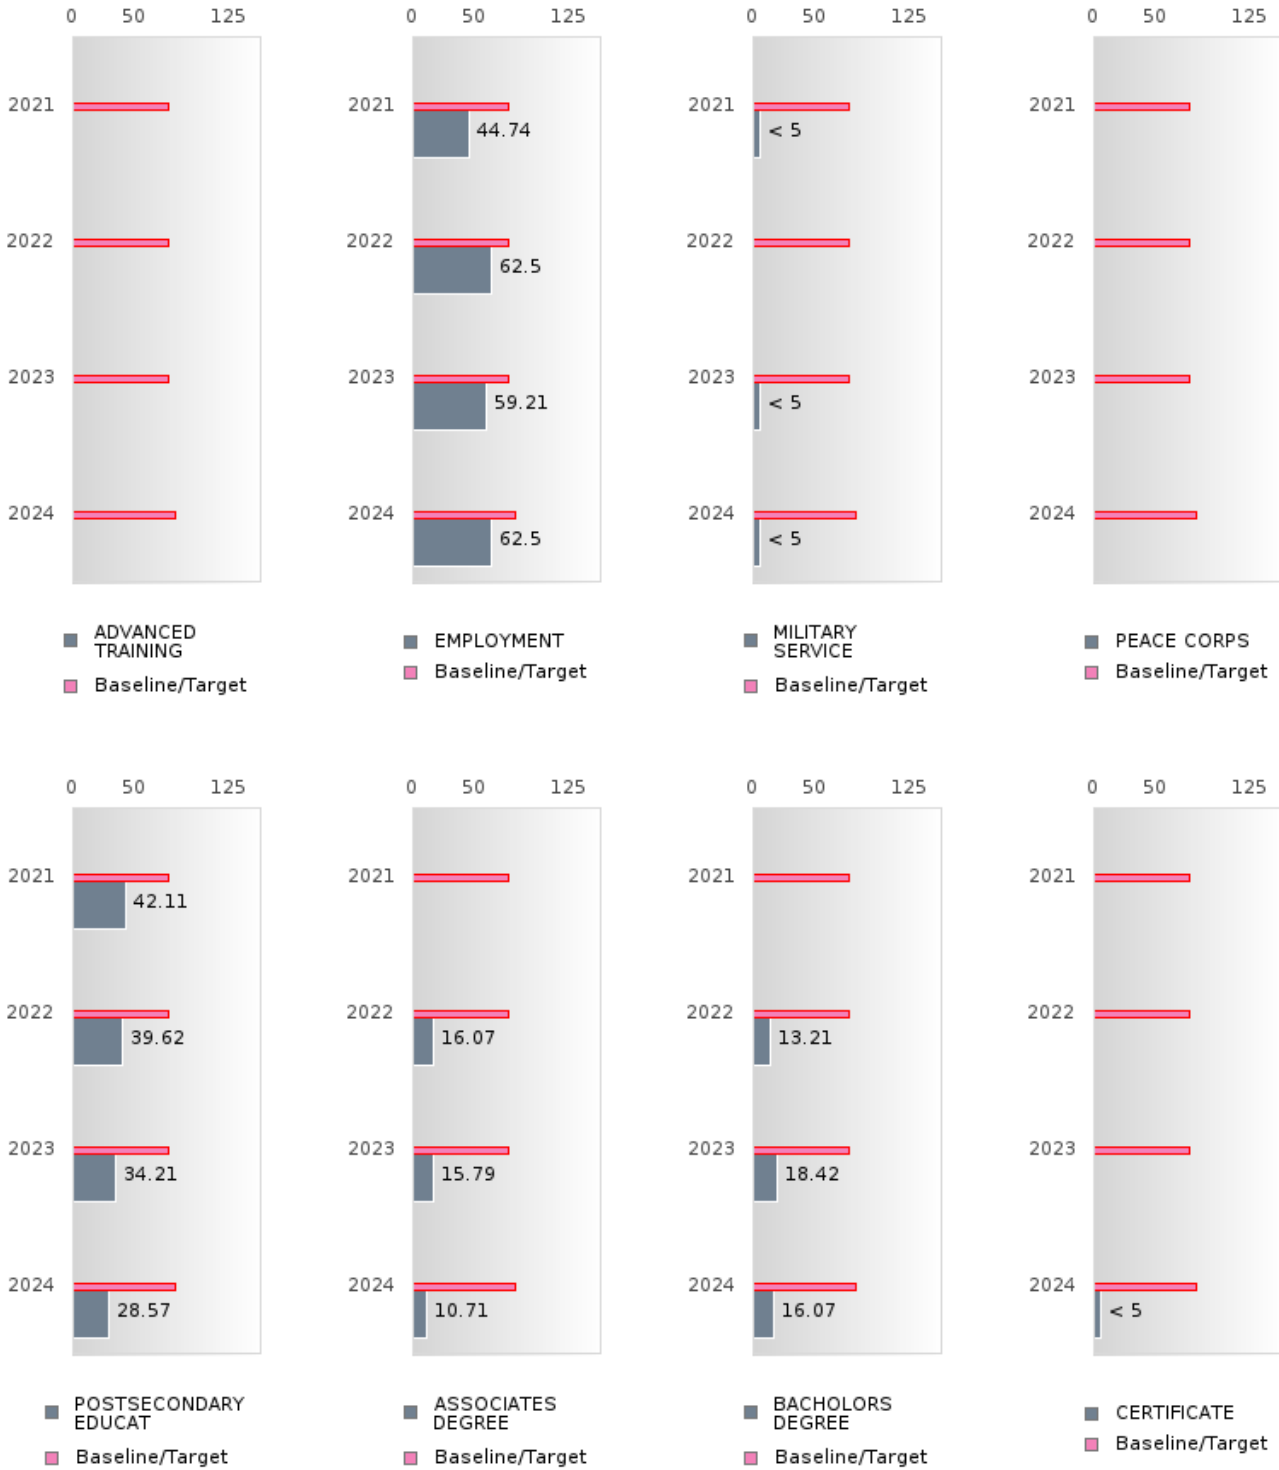 0 50 125 0 50 125 0 50 125 0 50 125
2021 2021 2021 2021
44.74 < 5
2022 2022 2022 2022
62.5
2023 2023 2023 2023
59.21 < 5
2024 2024 2024 2024
62.5 < 5
ADVANCED
TRAINING
Baseline/Target
EMPLOYMENT
Baseline/Target
MILITARY
SERVICE
Baseline/Target
PEACE CORPS
Baseline/Target
0 50 125 0 50 125 0 50 125 0 50 125
2021 2021 2021 2021
42.11
2022 2022 2022 2022
39.62 16.07 13.21
2023 2023 2023 2023
34.21 15.79 18.42
2024 2024 2024 2024
28.57 10.71 16.07 < 5
POSTSECONDARY
EDUCAT
Baseline/Target
ASSOCIATES
DEGREE
Baseline/Target
BACHOLORS
DEGREE
Baseline/Target
CERTIFICATE
Baseline/Target